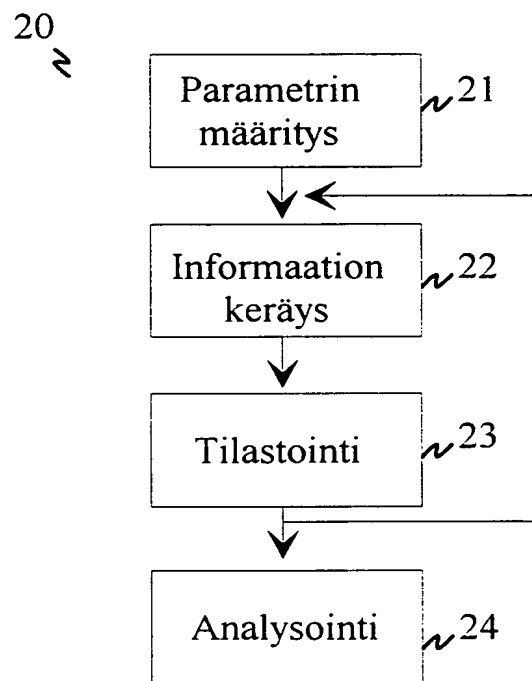 20
Parametrin
määritys
21
Informaation
keräys
22
Tilastointi
23
Analysointi
24